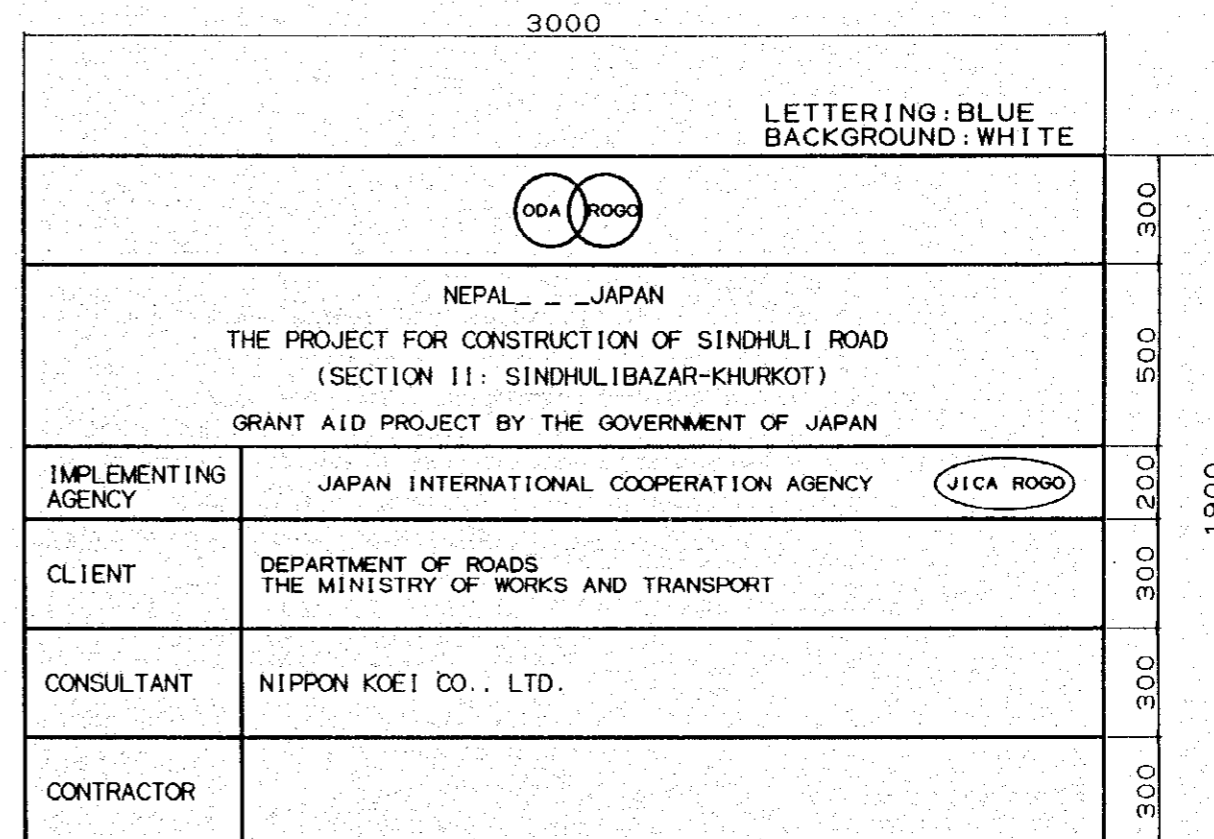 3000
LETTERING:BLUE
BACKGROUND:WHITE
ODA ROGO
300
NEPAL_ _ _JAPAN
THE PROJECT FOR CONSTRUCTION OF SINDHULI ROAD
(SECTION II: SINDHULIBAZAR-KHURKOT)
GRANT AID PROJECT BY THE GOVERNMENT OF JAPAN
500
IMPLEMENTING
AGENCY
JAPAN INTERNATIONAL COOPERATION AGENCY
JICA ROGO
200
1900
CLIENT
DEPARTMENT OF ROADS
THE MINISTRY OF WORKS AND TRANSPORT
300
CONSULTANT
NIPPON KOEI CO., LTD.
300
CONTRACTOR
300